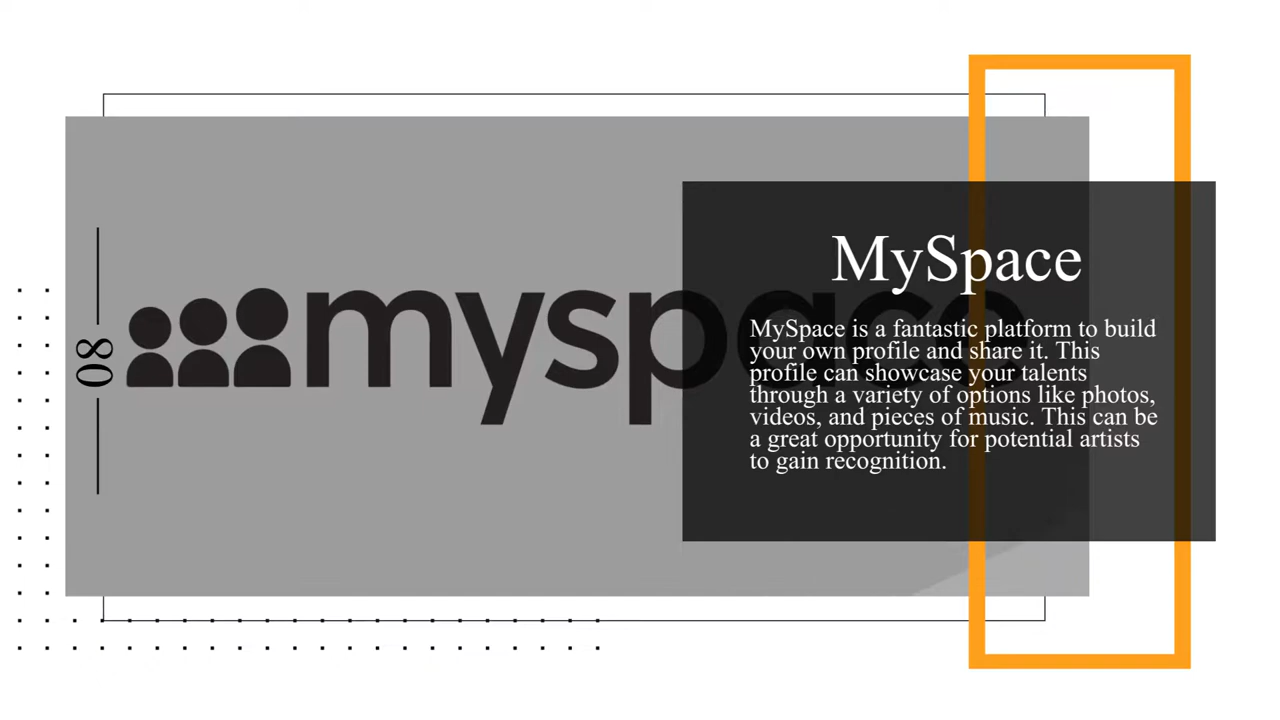 08
myspace
MySpace
MySpace is a fantastic platform to build
your own profile and share it. This
profile can showcase your talents
through a variety of options like photos,
videos, and pieces of music. This can be
a great opportunity for potential artists
to gain recognition.